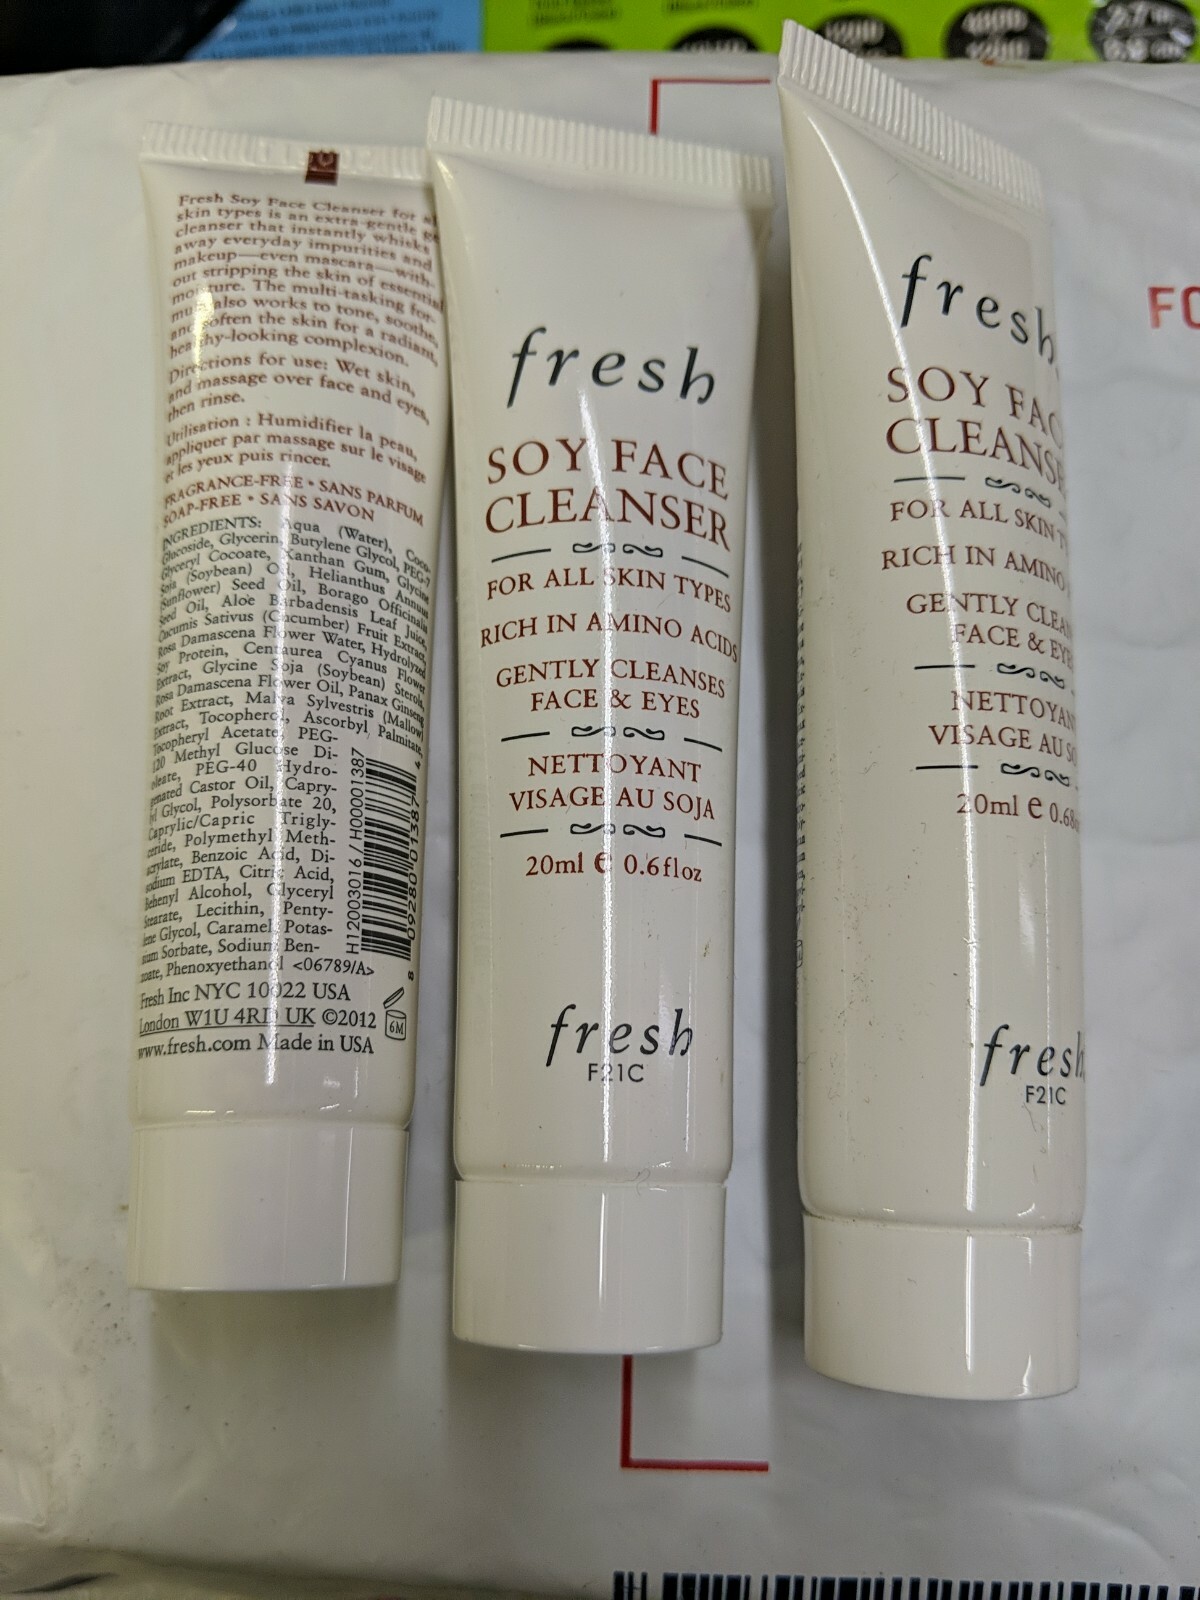 Fresh Soy Face Cleanser for
skin types is an extra-gentle
cleanser that instantly whisks
away everyday impurities and
makeup—even mascara—with-
out stripping the skin of essential
moisture. The multi-tasking for-
also works to tone, soothe,
and soften the skin for a radiant,
healthy-looking complexion.
Directions for use: Wet skin,
and massage over face and eyes,
then rinse.
Utilisation : Humidifier la peau,
appliquer par massage sur le visage
et les yeux puis rincer.
FRAGRANCE-FREE • SANS PARFUM
SOAP-FREE • SANS SAVON
INGREDIENTS: Aqua (Water), Coco-
Glucoside, Glycerin, Butylene Glycol, PEG-7
Glyceryl Cocoate, Xanthan Gum, Glycine
Soja (Soybean) Oil, Helianthus Annuus
(Sunflower) Seed Oil, Borago Officinalis
Seed Oil, Aloe Barbadensis Leaf Juice,
Cucumis Sativus (Cucumber) Fruit Extract,
Rosa Damascena Flower Water, Hydrolyzed
Soy Protein, Centaurea Cyanus Flower
Extract, Glycine Soja (Soybean) Sterols,
Rosa Damascena Flower Oil, Panax Ginseng
Root Extract, Malva Sylvestris (Mallow)
Extract, Tocopherol, Ascorbyl Palmitate,
Tocopheryl Acetate, PEG-
120 Methyl Glucose Di-
oleate, PEG-40 Hydro-
genated Castor Oil, Capry-
lyl Glycol, Polysorbate 20,
Caprylic/Capric Trigly-
ceride, Polymethyl Meth-
acrylate, Benzoic Acid, Di-
sodium EDTA, Citric Acid,
Behenyl Alcohol, Glyceryl
Stearate, Lecithin, Penty-
lene Glycol, Caramel, Potas-
sium Sorbate, Sodium Ben-
zoate, Phenoxyethanol <06789/A>
H12003016 / H00001387
8 09280 01387 4
Fresh Inc NYC 10022 USA
London W1U 4RD UK ©2012
www.fresh.com Made in USA
6M
fresh
SOY FACE
CLEANSER
FOR ALL SKIN TYPES
RICH IN AMINO ACIDS
GENTLY CLEANSES
FACE & EYES
NETTOYANT
VISAGE AU SOJA
20ml e 0.6floz
fresh
F21C
fresh
SOY FAC
CLEANSE
FOR ALL SKIN T
RICH IN AMINO
GENTLY CLEAN
FACE & EYE
NETTOYAN
VISAGE AU SO
20ml e 0.6
fresh
F21C
FO